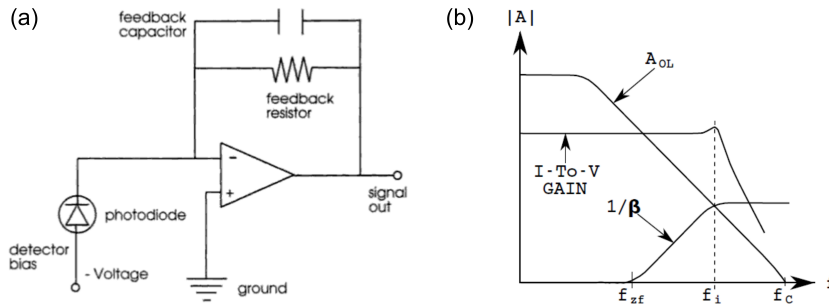 (a)
feedback
capacitor
feedback
resistor
-
+
photodiode
signal
out
detector
bias
- Voltage
ground
(b)
|A|
A_OL
I-To-V
GAIN
1/β
f_zf
f_i
f_c